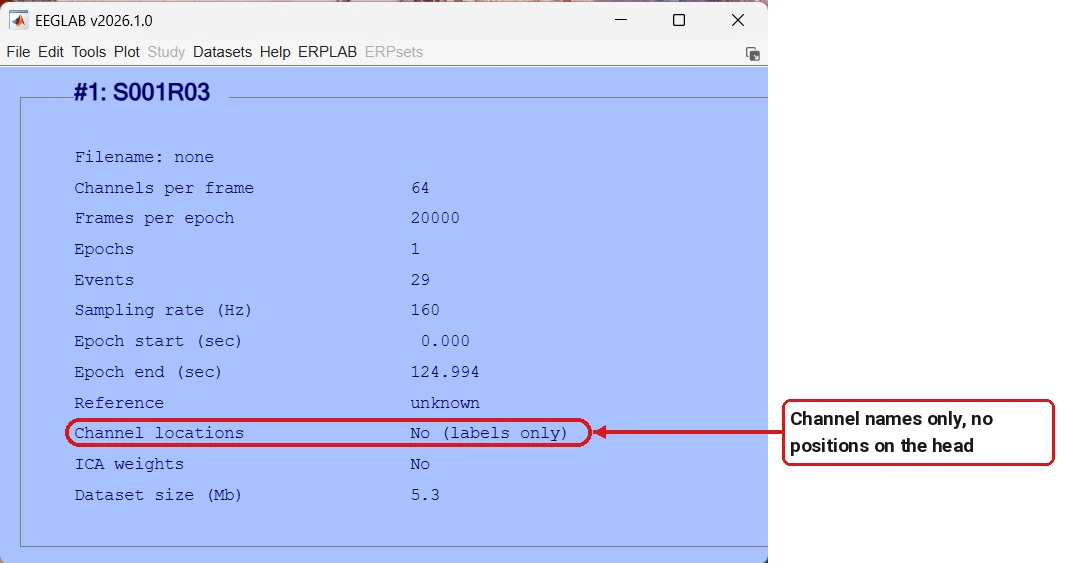 EEGLAB v2026.1.0
File Edit Tools Plot Study Datasets Help ERPLAB ERPsets
#1: S001R03
Filename: none
Channels per frame 64
Frames per epoch 20000
Epochs 1
Events 29
Sampling rate (Hz) 160
Epoch start (sec) 0.000
Epoch end (sec) 124.994
Reference unknown
Channel locations No (labels only)
ICA weights No
Dataset size (Mb) 5.3
Channel names only, no
positions on the head